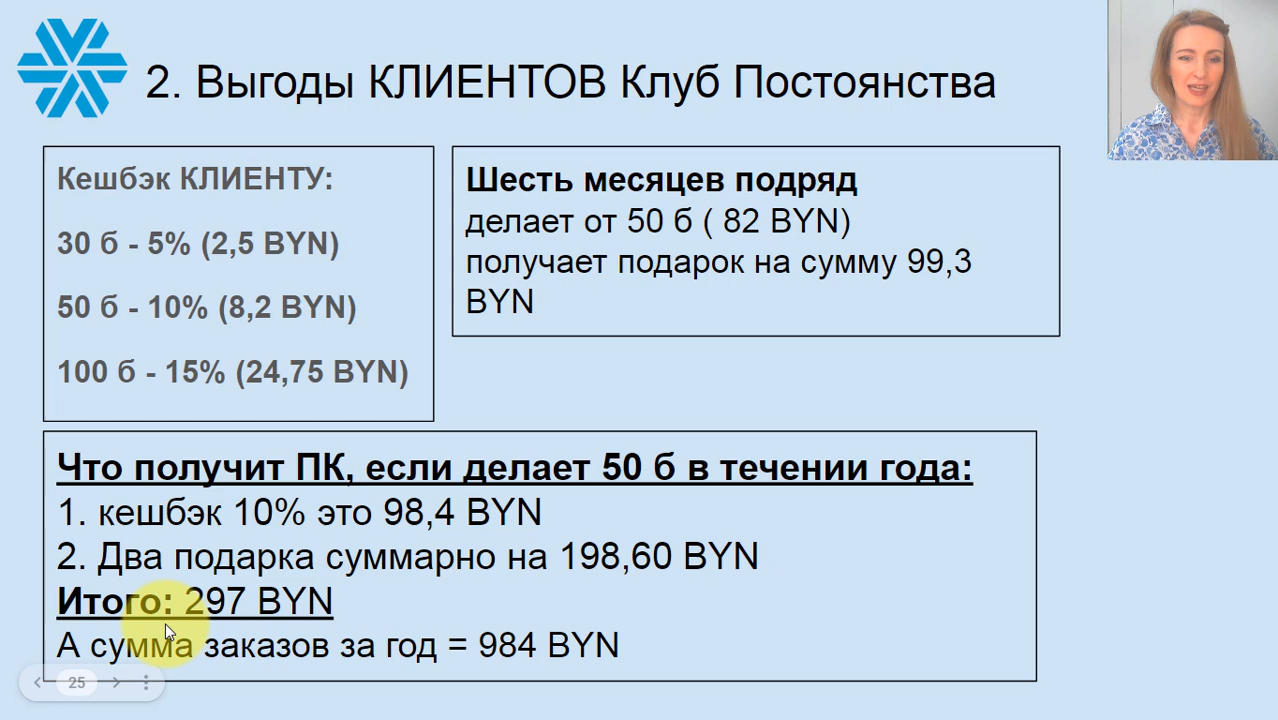 2. Выгоды КЛИЕНТОВ Клуб Постоянства
Кешбэк КЛИЕНТУ:
30 б - 5% (2,5 BYN)
50 б - 10% (8,2 BYN)
100 б - 15% (24,75 BYN)
Шесть месяцев подряд
делает от 50 б ( 82 BYN)
получает подарок на сумму 99,3
BYN
Что получит ПК, если делает 50 б в течении года:
1. кешбэк 10% это 98,4 BYN
2. Два подарка суммарно на 198,60 BYN
Итого: 297 BYN
А сумма заказов за год = 984 BYN
25